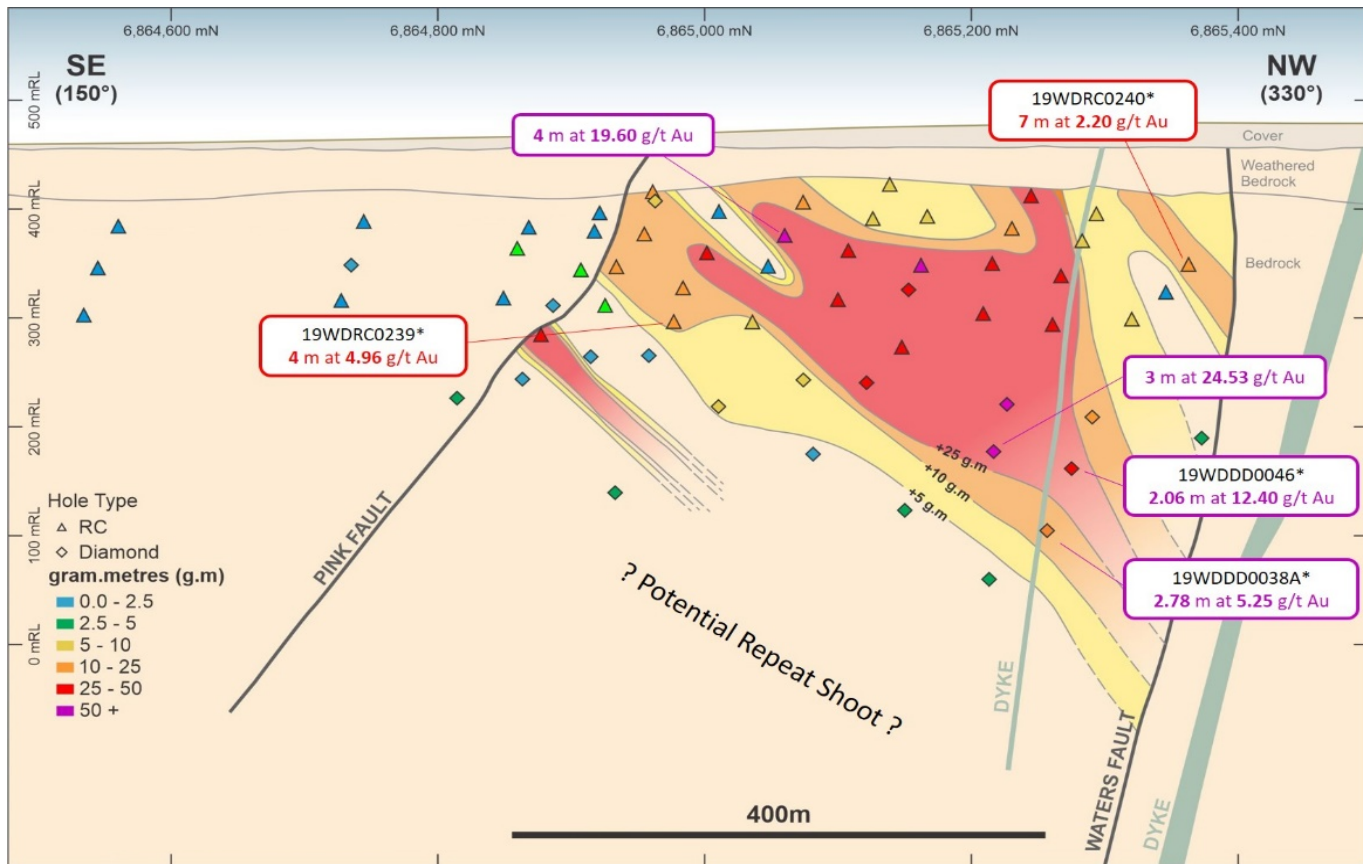 6,864,600 mN
6,864,800 mN
6,865,000 mN
6,865,200 mN
6,865,400 mN
SE
(150°)
NW
(330°)
500 mRL
400 mRL
300 mRL
200 mRL
100 mRL
0 mRL
19WDRC0240*
7 m at 2.20 g/t Au
4 m at 19.60 g/t Au
Cover
Weathered
Bedrock
Bedrock
19WDRC0239*
4 m at 4.96 g/t Au
3 m at 24.53 g/t Au
+25 g.m
+10 g.m
+5 g.m
19WDDD0046*
2.06 m at 12.40 g/t Au
19WDDD0038A*
2.78 m at 5.25 g/t Au
PINK FAULT
? Potential Repeat Shoot ?
DYKE
WATERS FAULT
DYKE
Hole Type
RC
Diamond
gram.metres (g.m)
0.0 - 2.5
2.5 - 5
5 - 10
10 - 25
25 - 50
50 +
400m